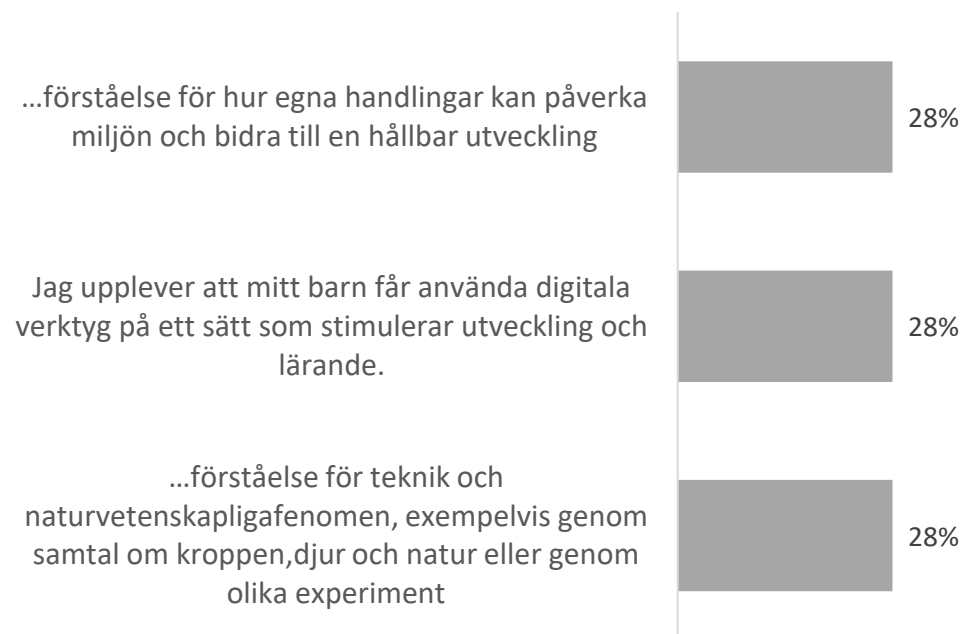 …förståelse för hur egna handlingar kan påverka
miljön och bidra till en hållbar utveckling
28%
Jag upplever att mitt barn får använda digitala
verktyg på ett sätt som stimulerar utveckling och
lärande.
28%
…förståelse för teknik och
naturvetenskapligafenomen, exempelvis genom
samtal om kroppen,djur och natur eller genom
olika experiment
28%